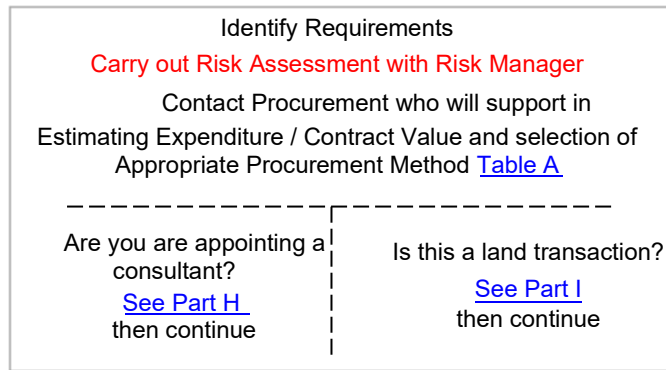 Identify Requirements
Carry out Risk Assessment with Risk Manager
Contact Procurement who will support in
Estimating Expenditure / Contract Value and selection of
Appropriate Procurement Method Table A
Are you are appointing a
consultant?
See Part H
then continue
Is this a land transaction?
See Part I
then continue